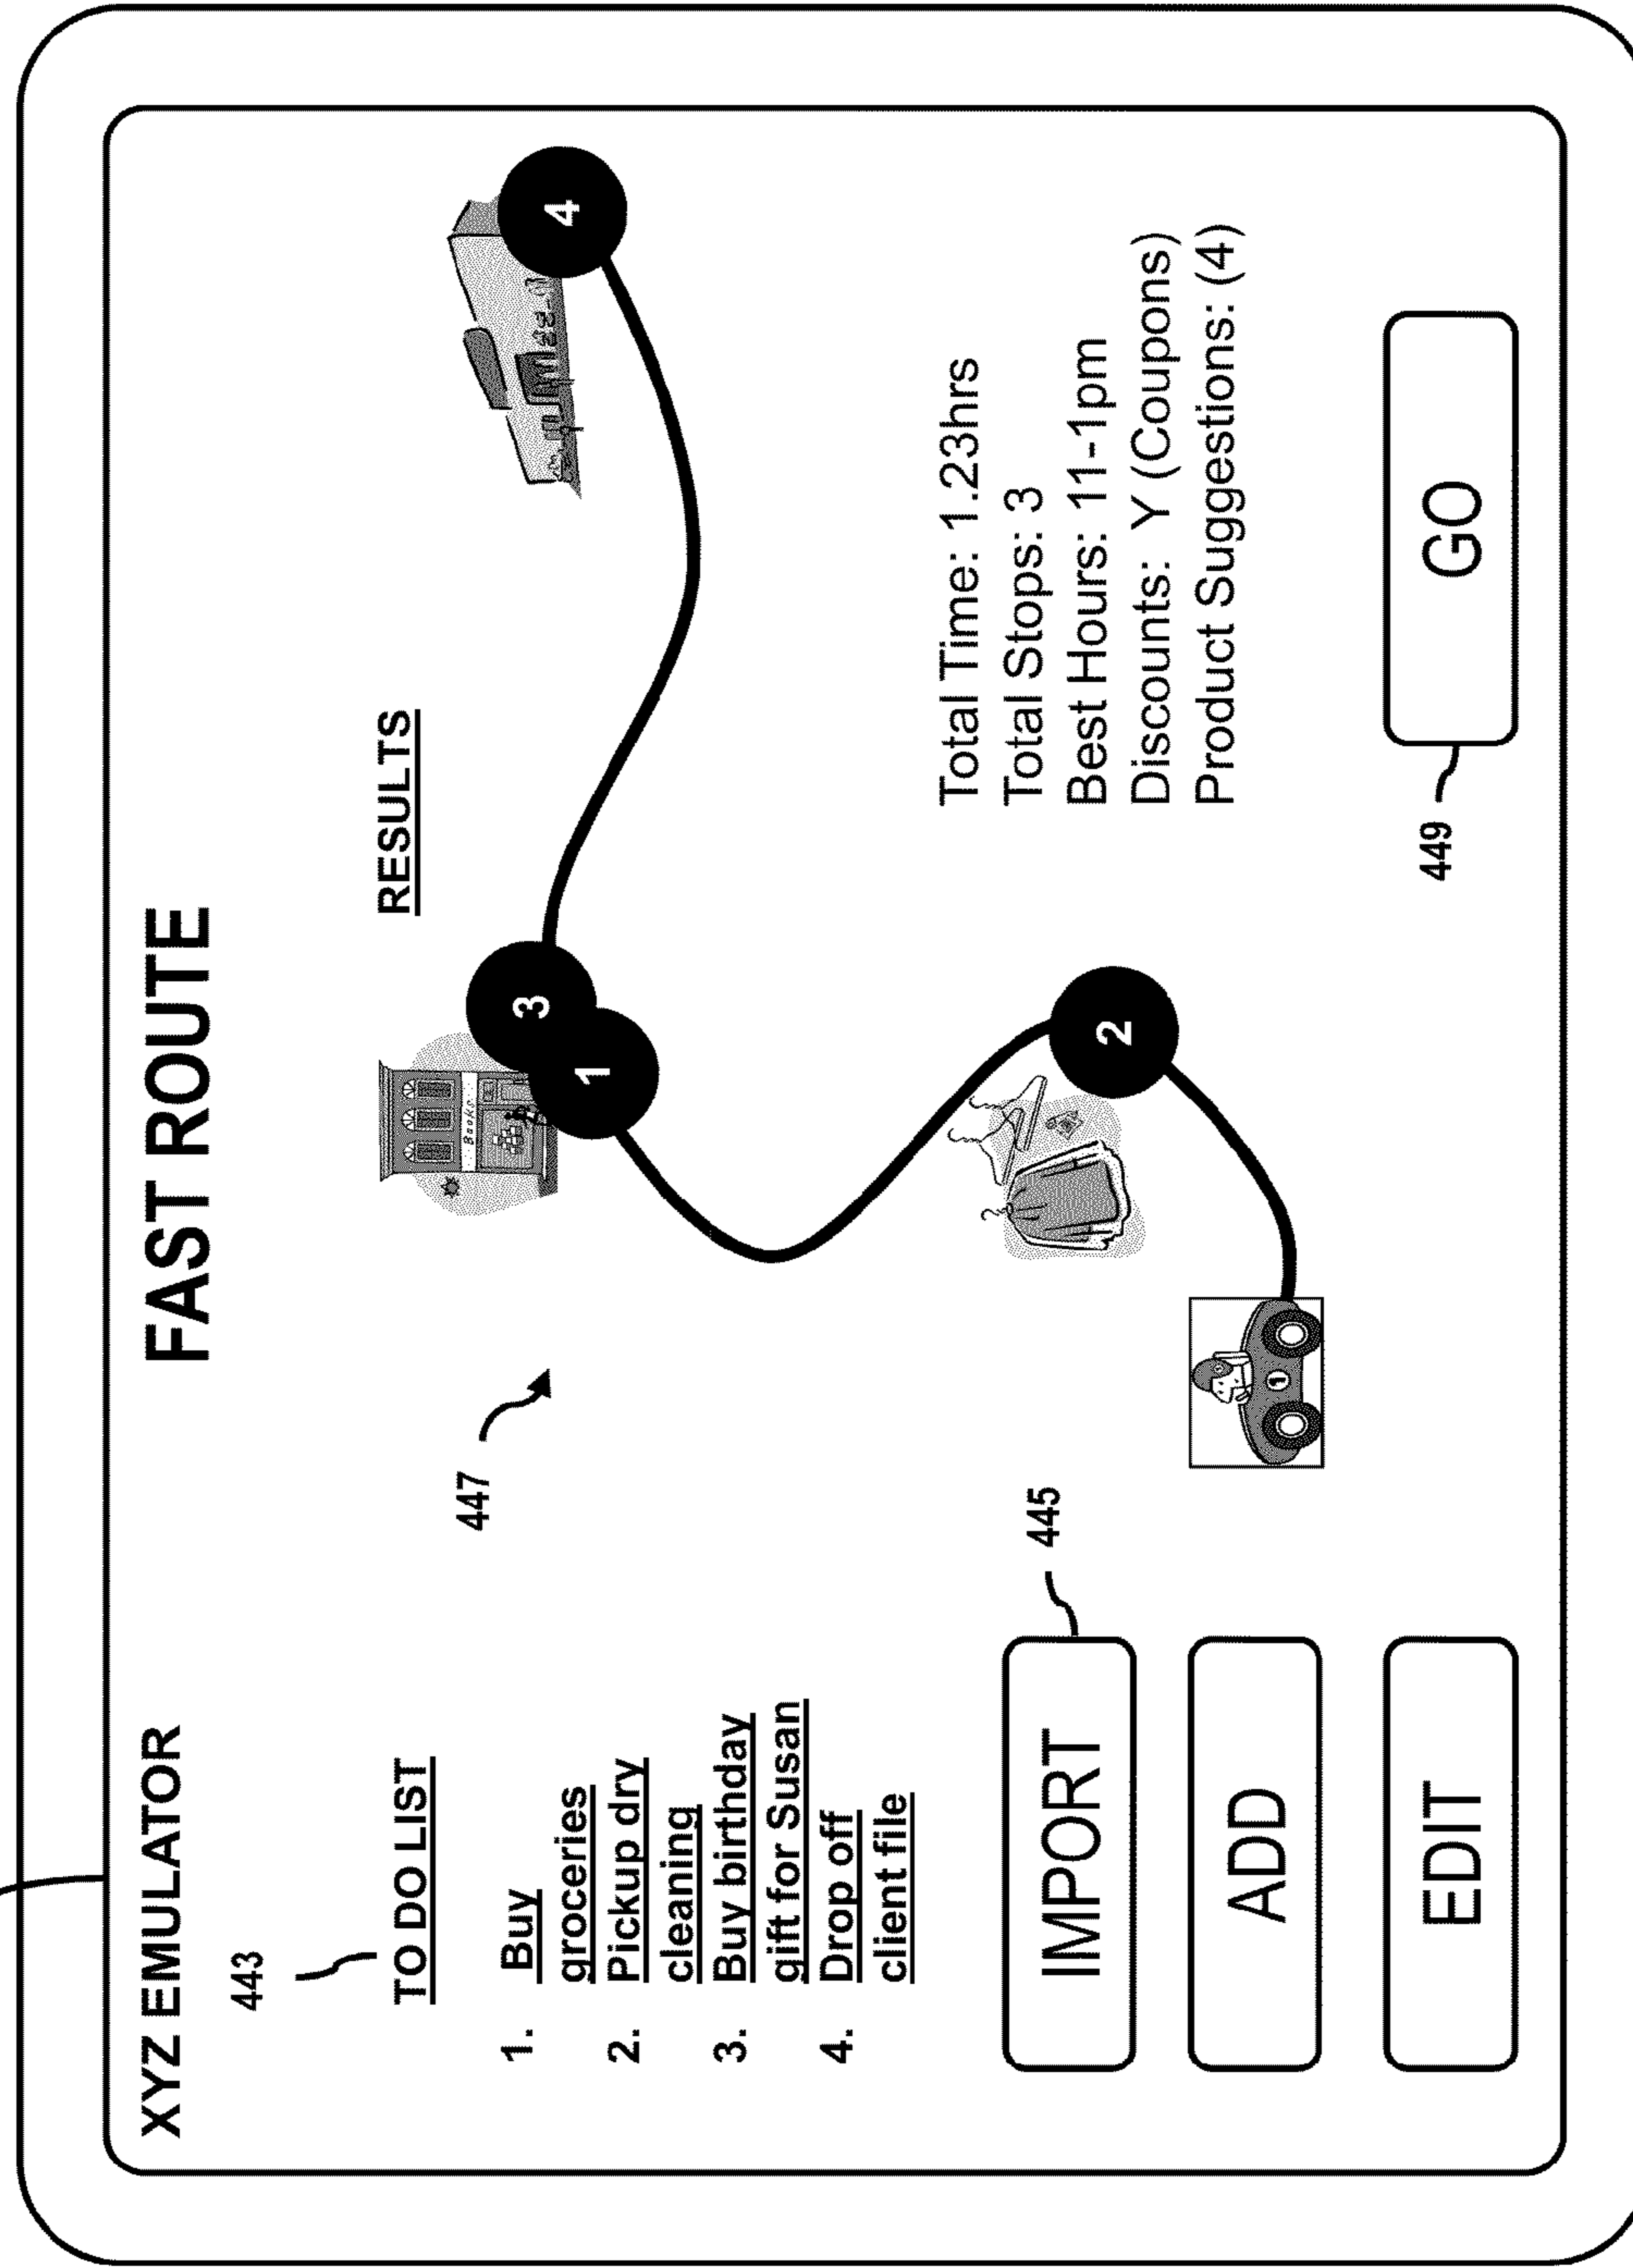 XYZ EMULATOR
FAST ROUTE
443
TO DO LIST
1. Buy
groceries
2. Pickup dry
cleaning
3. Buy birthday
gift for Susan
4. Drop off
client file
IMPORT
445
ADD
EDIT
447
RESULTS
Books
3
1
4
2
1
Total Time: 1.23hrs
Total Stops: 3
Best Hours: 11-1pm
Discounts: Y (Coupons)
Product Suggestions: (4)
449
GO